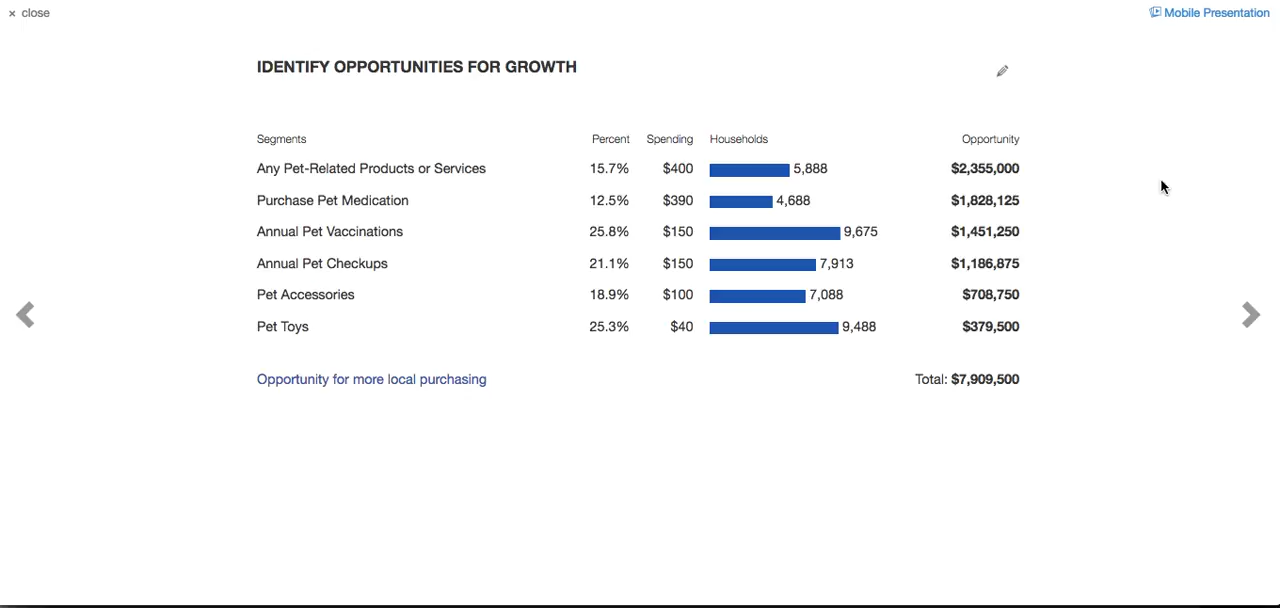 × close
Mobile Presentation
IDENTIFY OPPORTUNITIES FOR GROWTH
Segments Percent Spending Households Opportunity
Any Pet-Related Products or Services 15.7% $400 5,888 $2,355,000
Purchase Pet Medication 12.5% $390 4,688 $1,828,125
Annual Pet Vaccinations 25.8% $150 9,675 $1,451,250
Annual Pet Checkups 21.1% $150 7,913 $1,186,875
Pet Accessories 18.9% $100 7,088 $708,750
Pet Toys 25.3% $40 9,488 $379,500
Opportunity for more local purchasing Total: $7,909,500